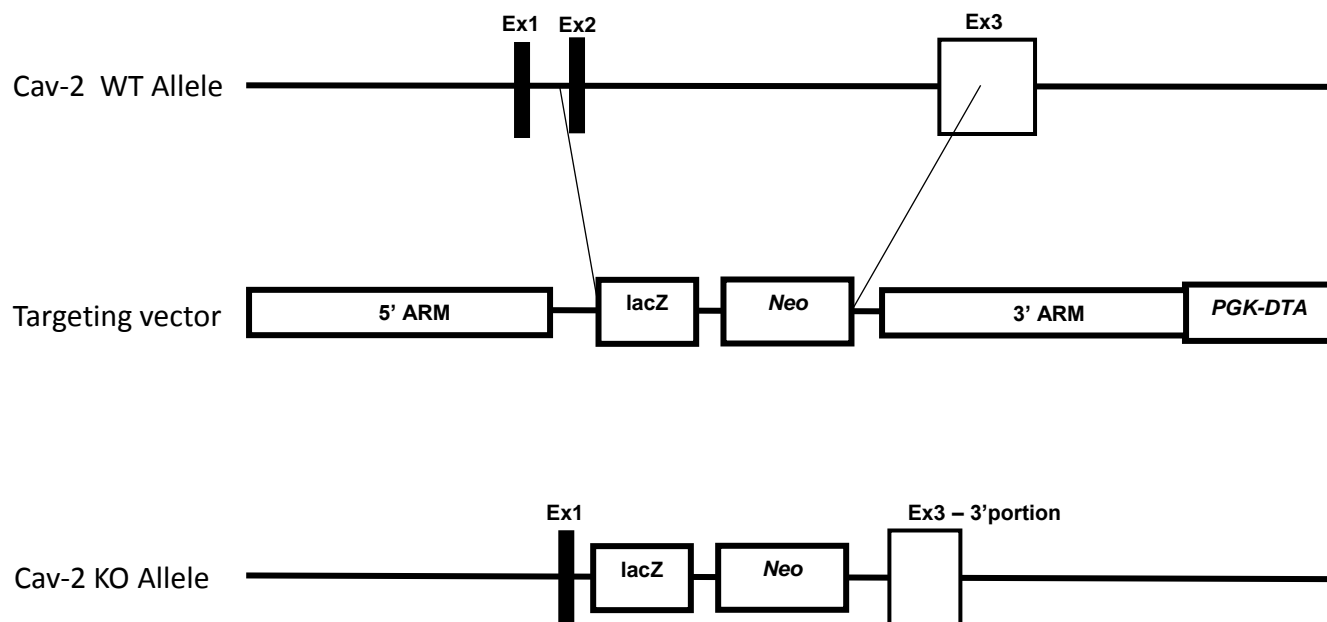 Ex1 Ex2 Ex3
Cav-2 WT Allele
Targeting vector 5' ARM lacZ Neo 3' ARM PGK-DTA
Ex1 Ex3 – 3'portion
Cav-2 KO Allele lacZ Neo